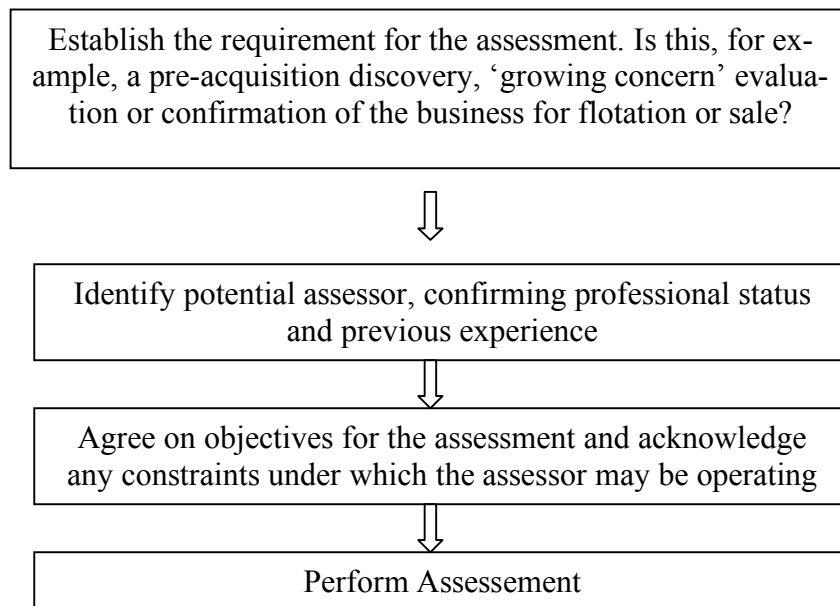 Establish the requirement for the assessment. Is this, for ex-
ample, a pre-acquisition discovery, ‘growing concern’ evalua-
tion or confirmation of the business for flotation or sale?
Identify potential assessor, confirming professional status
and previous experience
Agree on objectives for the assessment and acknowledge
any constraints under which the assessor may be operating
Perform Assessement